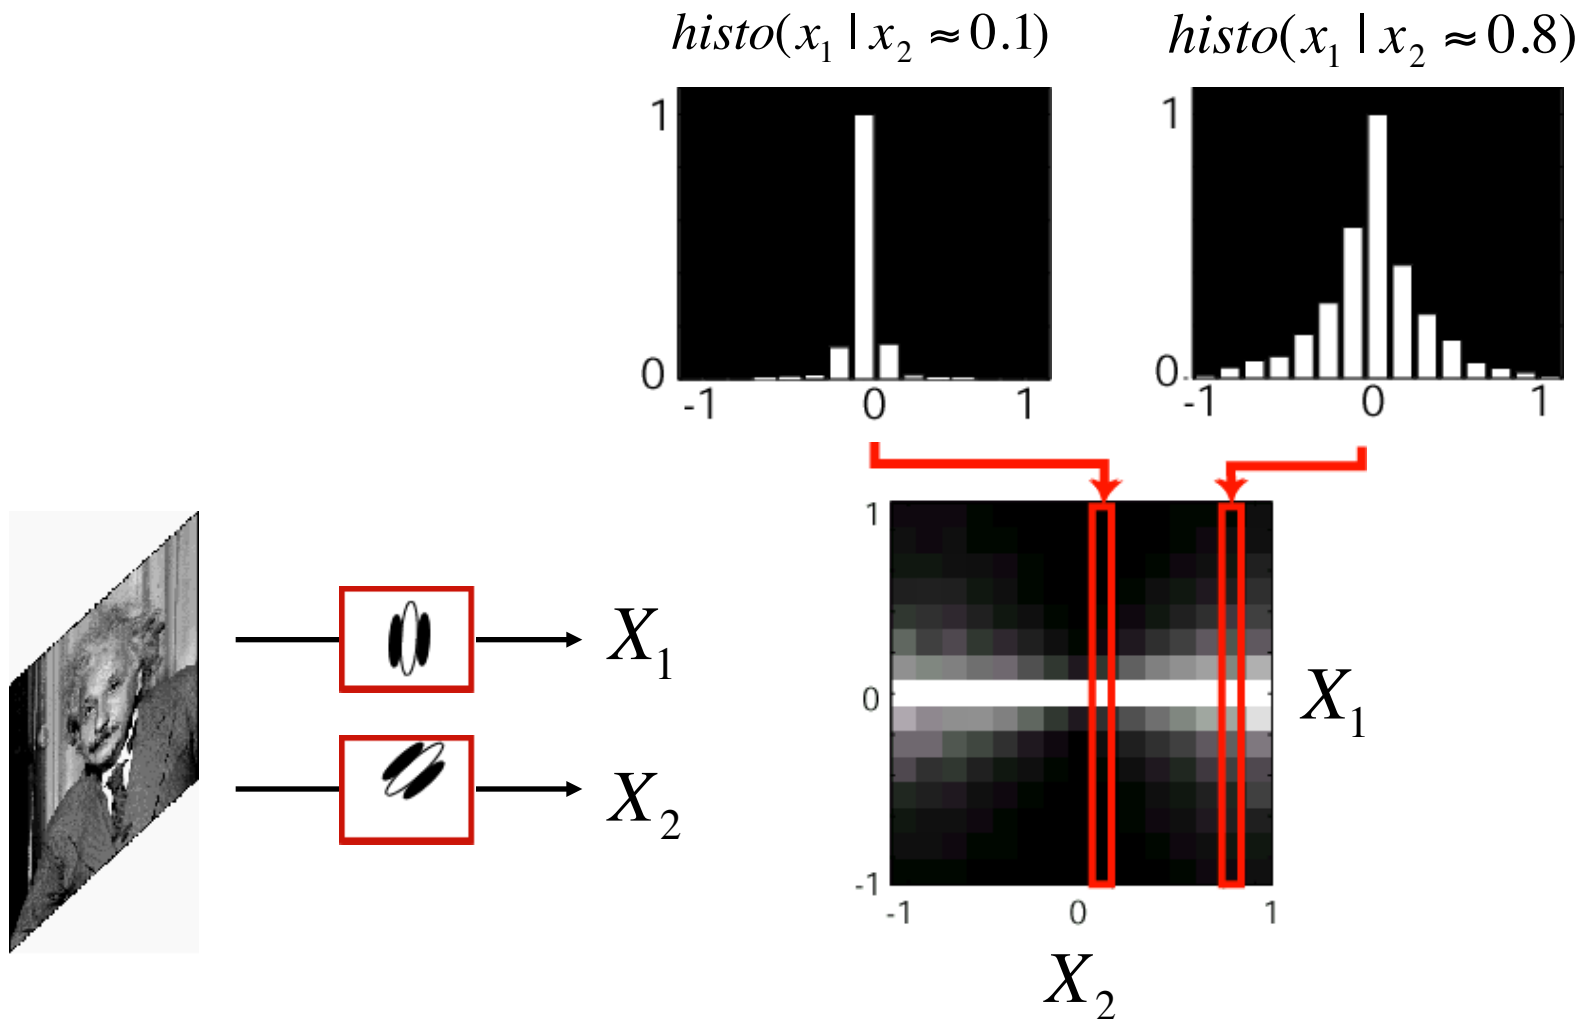 histo(x₁ | x₂ ≈ 0.1)
histo(x₁ | x₂ ≈ 0.8)
1
0
-1 0 1
1
0
-1 0 1
X₁
X₂
1
0
-1
-1 0 1
X₁
X₂